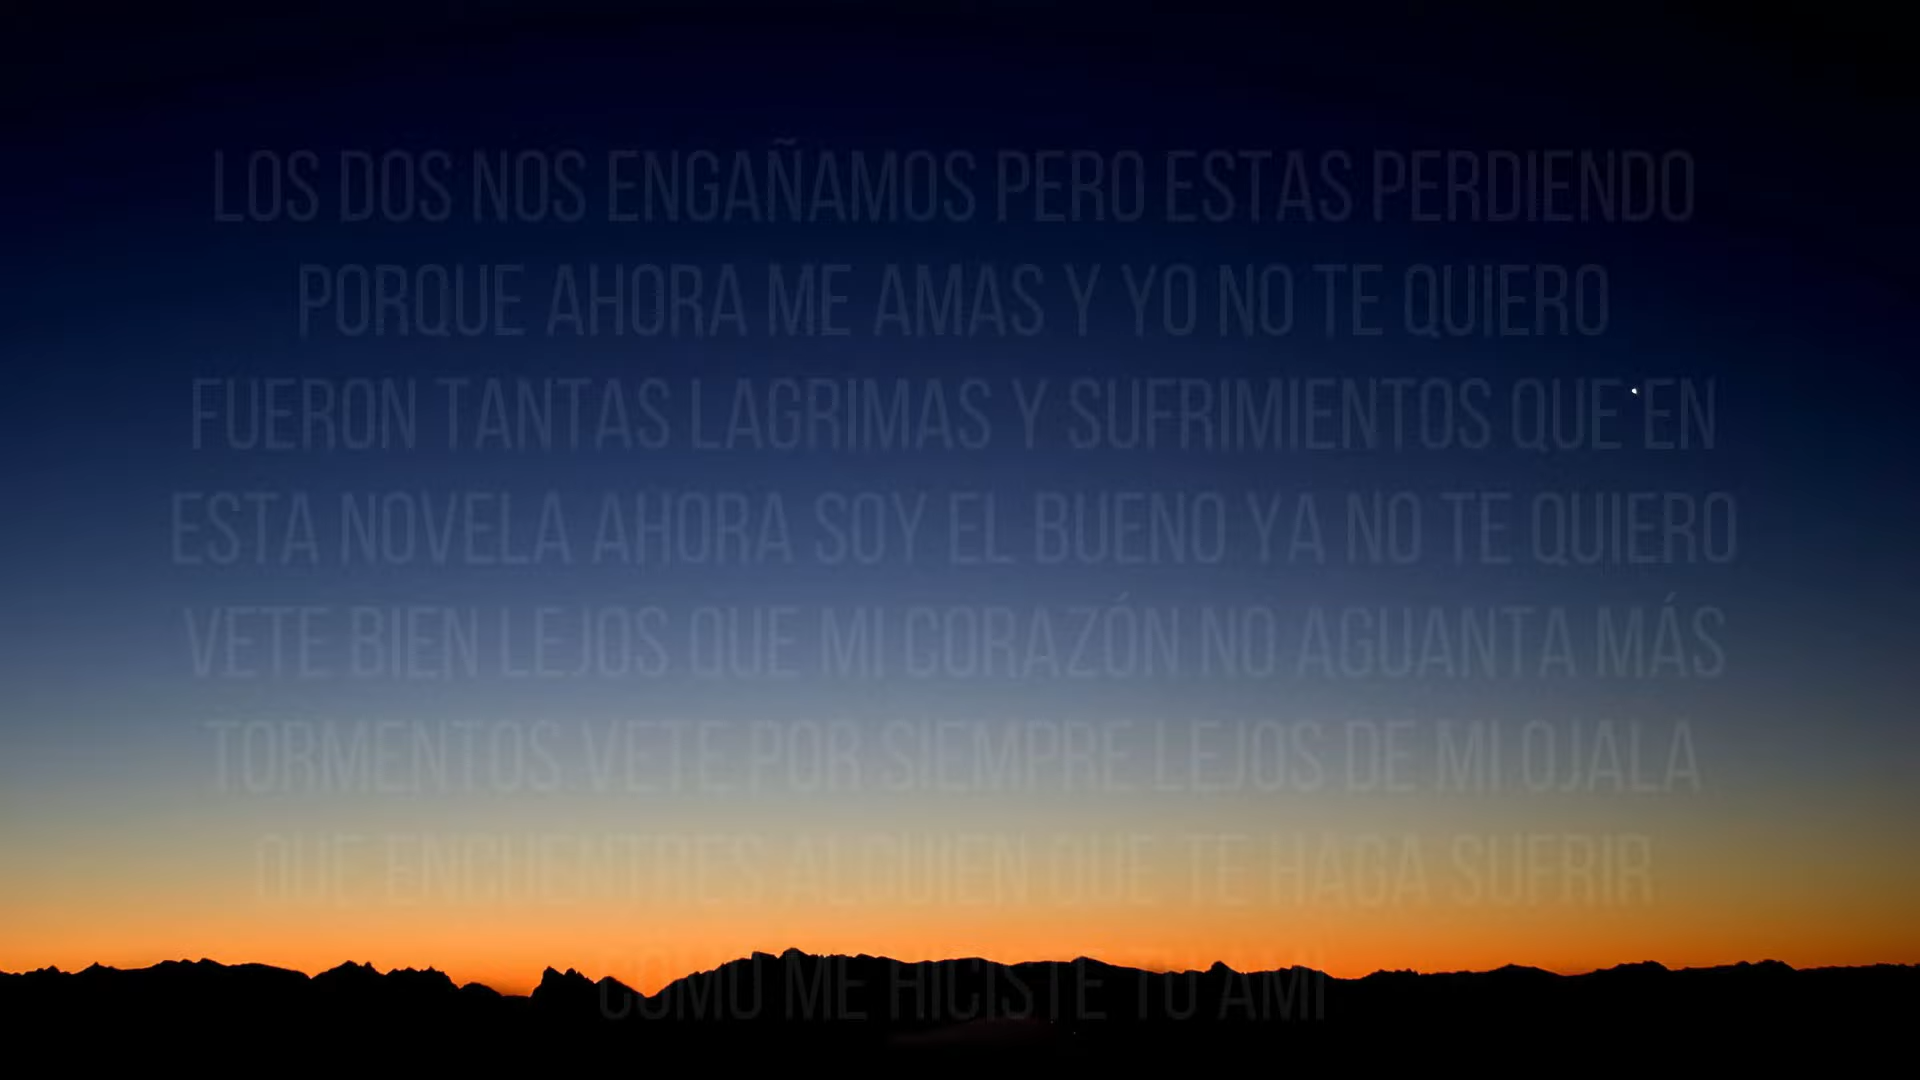 LOS DOS NOS ENGAÑAMOS PERO ESTAS PERDIENDO
PORQUE AHORA ME AMAS Y YO NO TE QUIERO
FUERON TANTAS LAGRIMAS Y SUFRIMIENTOS QUE EN
ESTA NOVELA AHORA SOY EL BUENO YA NO TE QUIERO
VETE BIEN LEJOS QUE MI CORAZÓN NO AGUANTA MÁS
TORMENTOS VETE POR SIEMPRE LEJOS DE MI OJALA
QUE ENCUENTRES ALGUIEN QUE TE HAGA SUFRIR
COMO ME HICISTE TU AMI